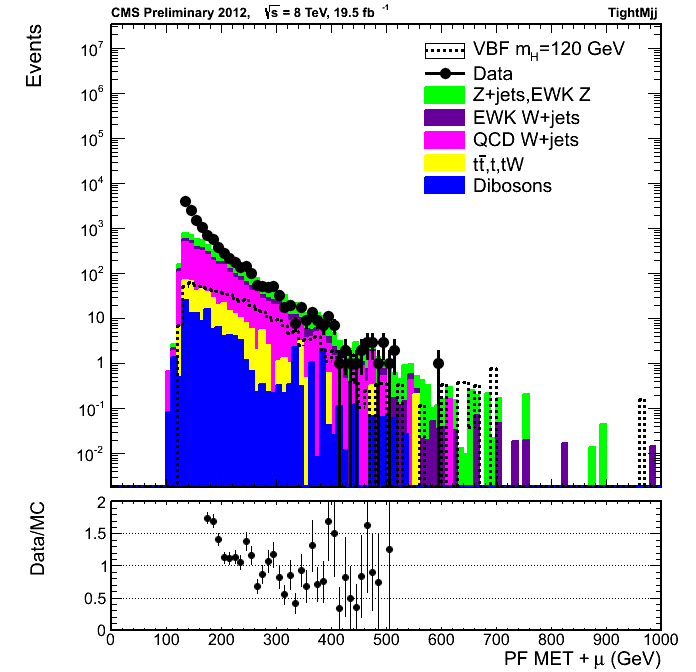 CMS Preliminary 2012, √s = 8 TeV, 19.5 fb⁻¹ TightMjj
Events
10⁷
10⁶
10⁵
10⁴
10³
10²
10
1
10⁻¹
10⁻²
VBF m_H=120 GeV
Data
Z+jets,EWK Z
EWK W+jets
QCD W+jets
tt̄,t,tW
Dibosons
Data/MC
2
1.5
1
0.5
0
0 100 200 300 400 500 600 700 800 900 1000
PF MET + μ (GeV)